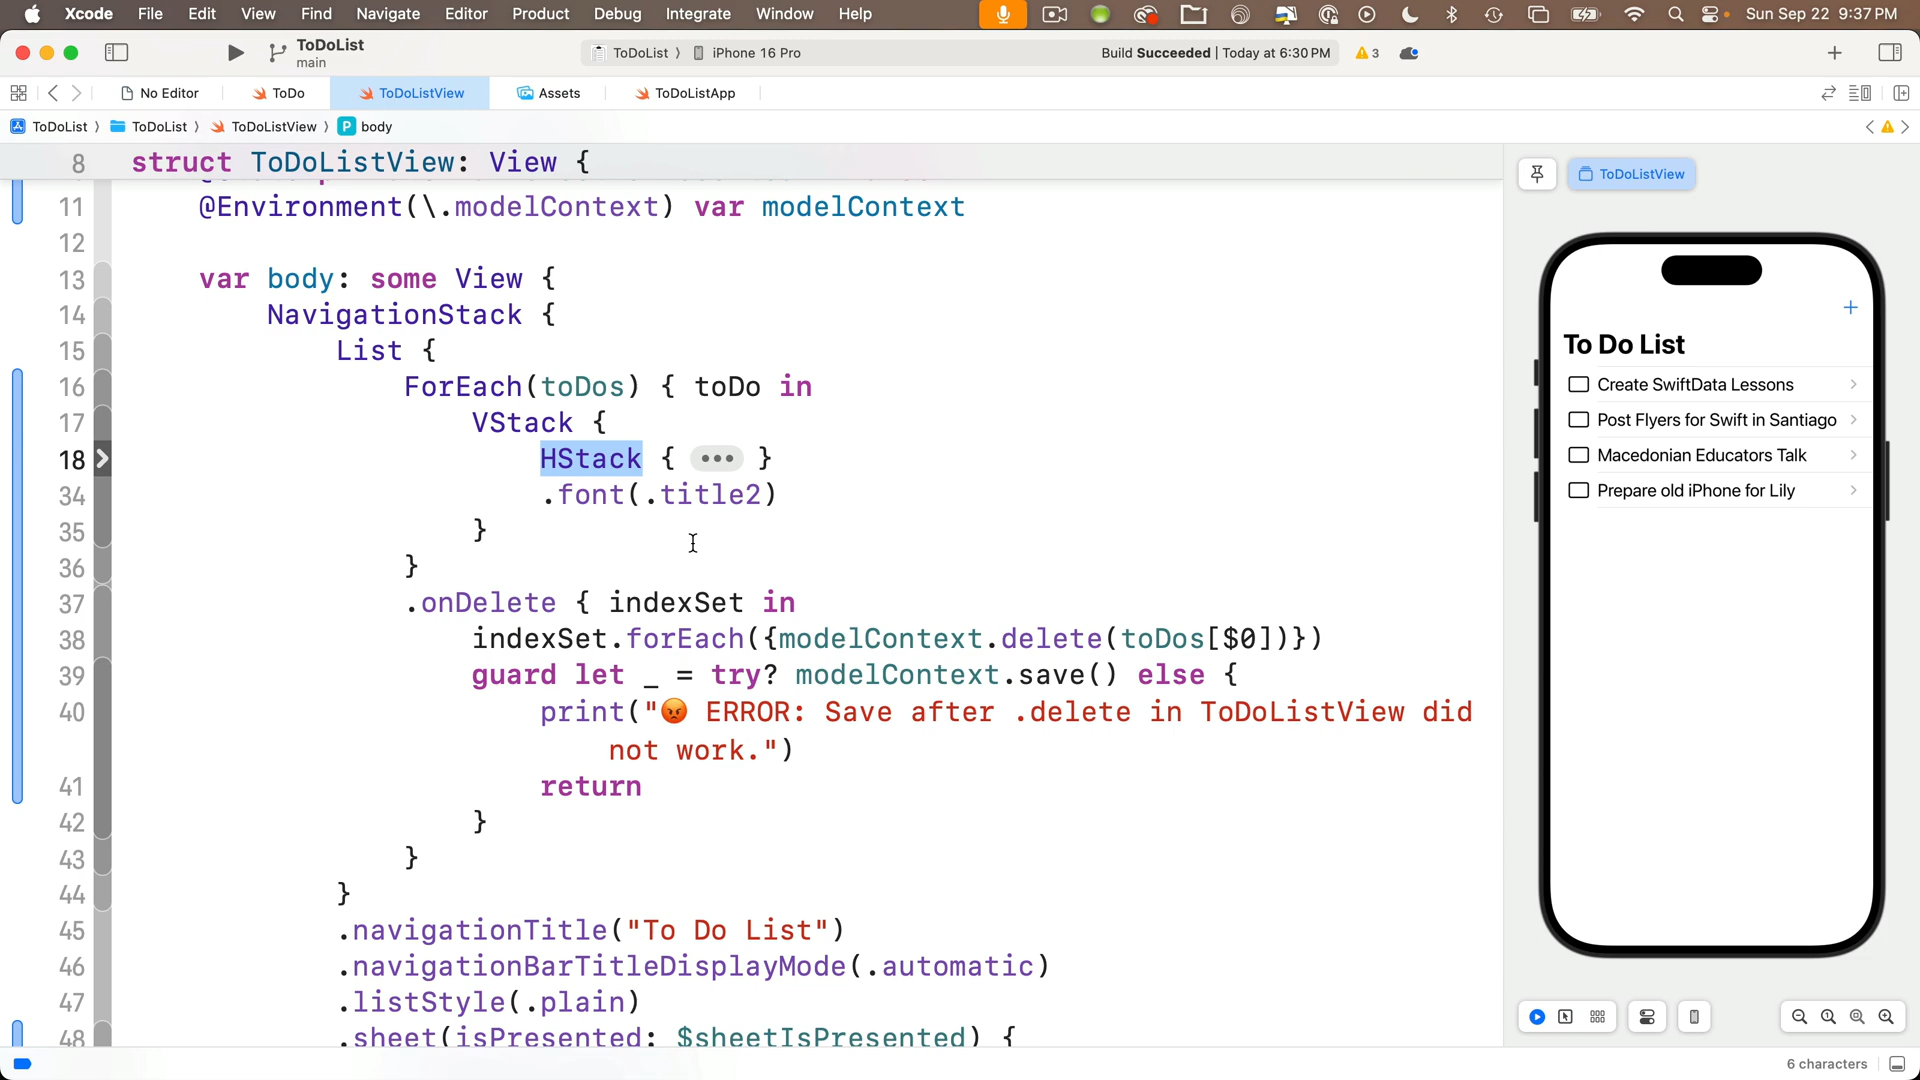 Xcode File Edit View Find Navigate Editor Product Debug Integrate Window Help Sun Sep 22 9:37 PM
ToDoList
main
ToDoList 〉 iPhone 16 Pro Build Succeeded | Today at 6:30 PM 3
No Editor ToDo ToDoListView Assets ToDoListApp
ToDoList 〉 ToDoList 〉 ToDoListView 〉 P body
8 struct ToDoListView: View {
11 @Environment(\.modelContext) var modelContext
12
13 var body: some View {
14 NavigationStack {
15 List {
16 ForEach(toDos) { toDo in
17 VStack {
18 HStack { ••• }
34 .font(.title2)
35 }
36 }
37 .onDelete { indexSet in
38 indexSet.forEach({modelContext.delete(toDos[$0])})
39 guard let _ = try? modelContext.save() else {
40 print("😡 ERROR: Save after .delete in ToDoListView did
not work.")
41 return
42 }
43 }
44 }
45 .navigationTitle("To Do List")
46 .navigationBarTitleDisplayMode(.automatic)
47 .listStyle(.plain)
48 .sheet(isPresented: $sheetIsPresented) {
ToDoListView
To Do List
Create SwiftData Lessons
Post Flyers for Swift in Santiago
Macedonian Educators Talk
Prepare old iPhone for Lily
6 characters